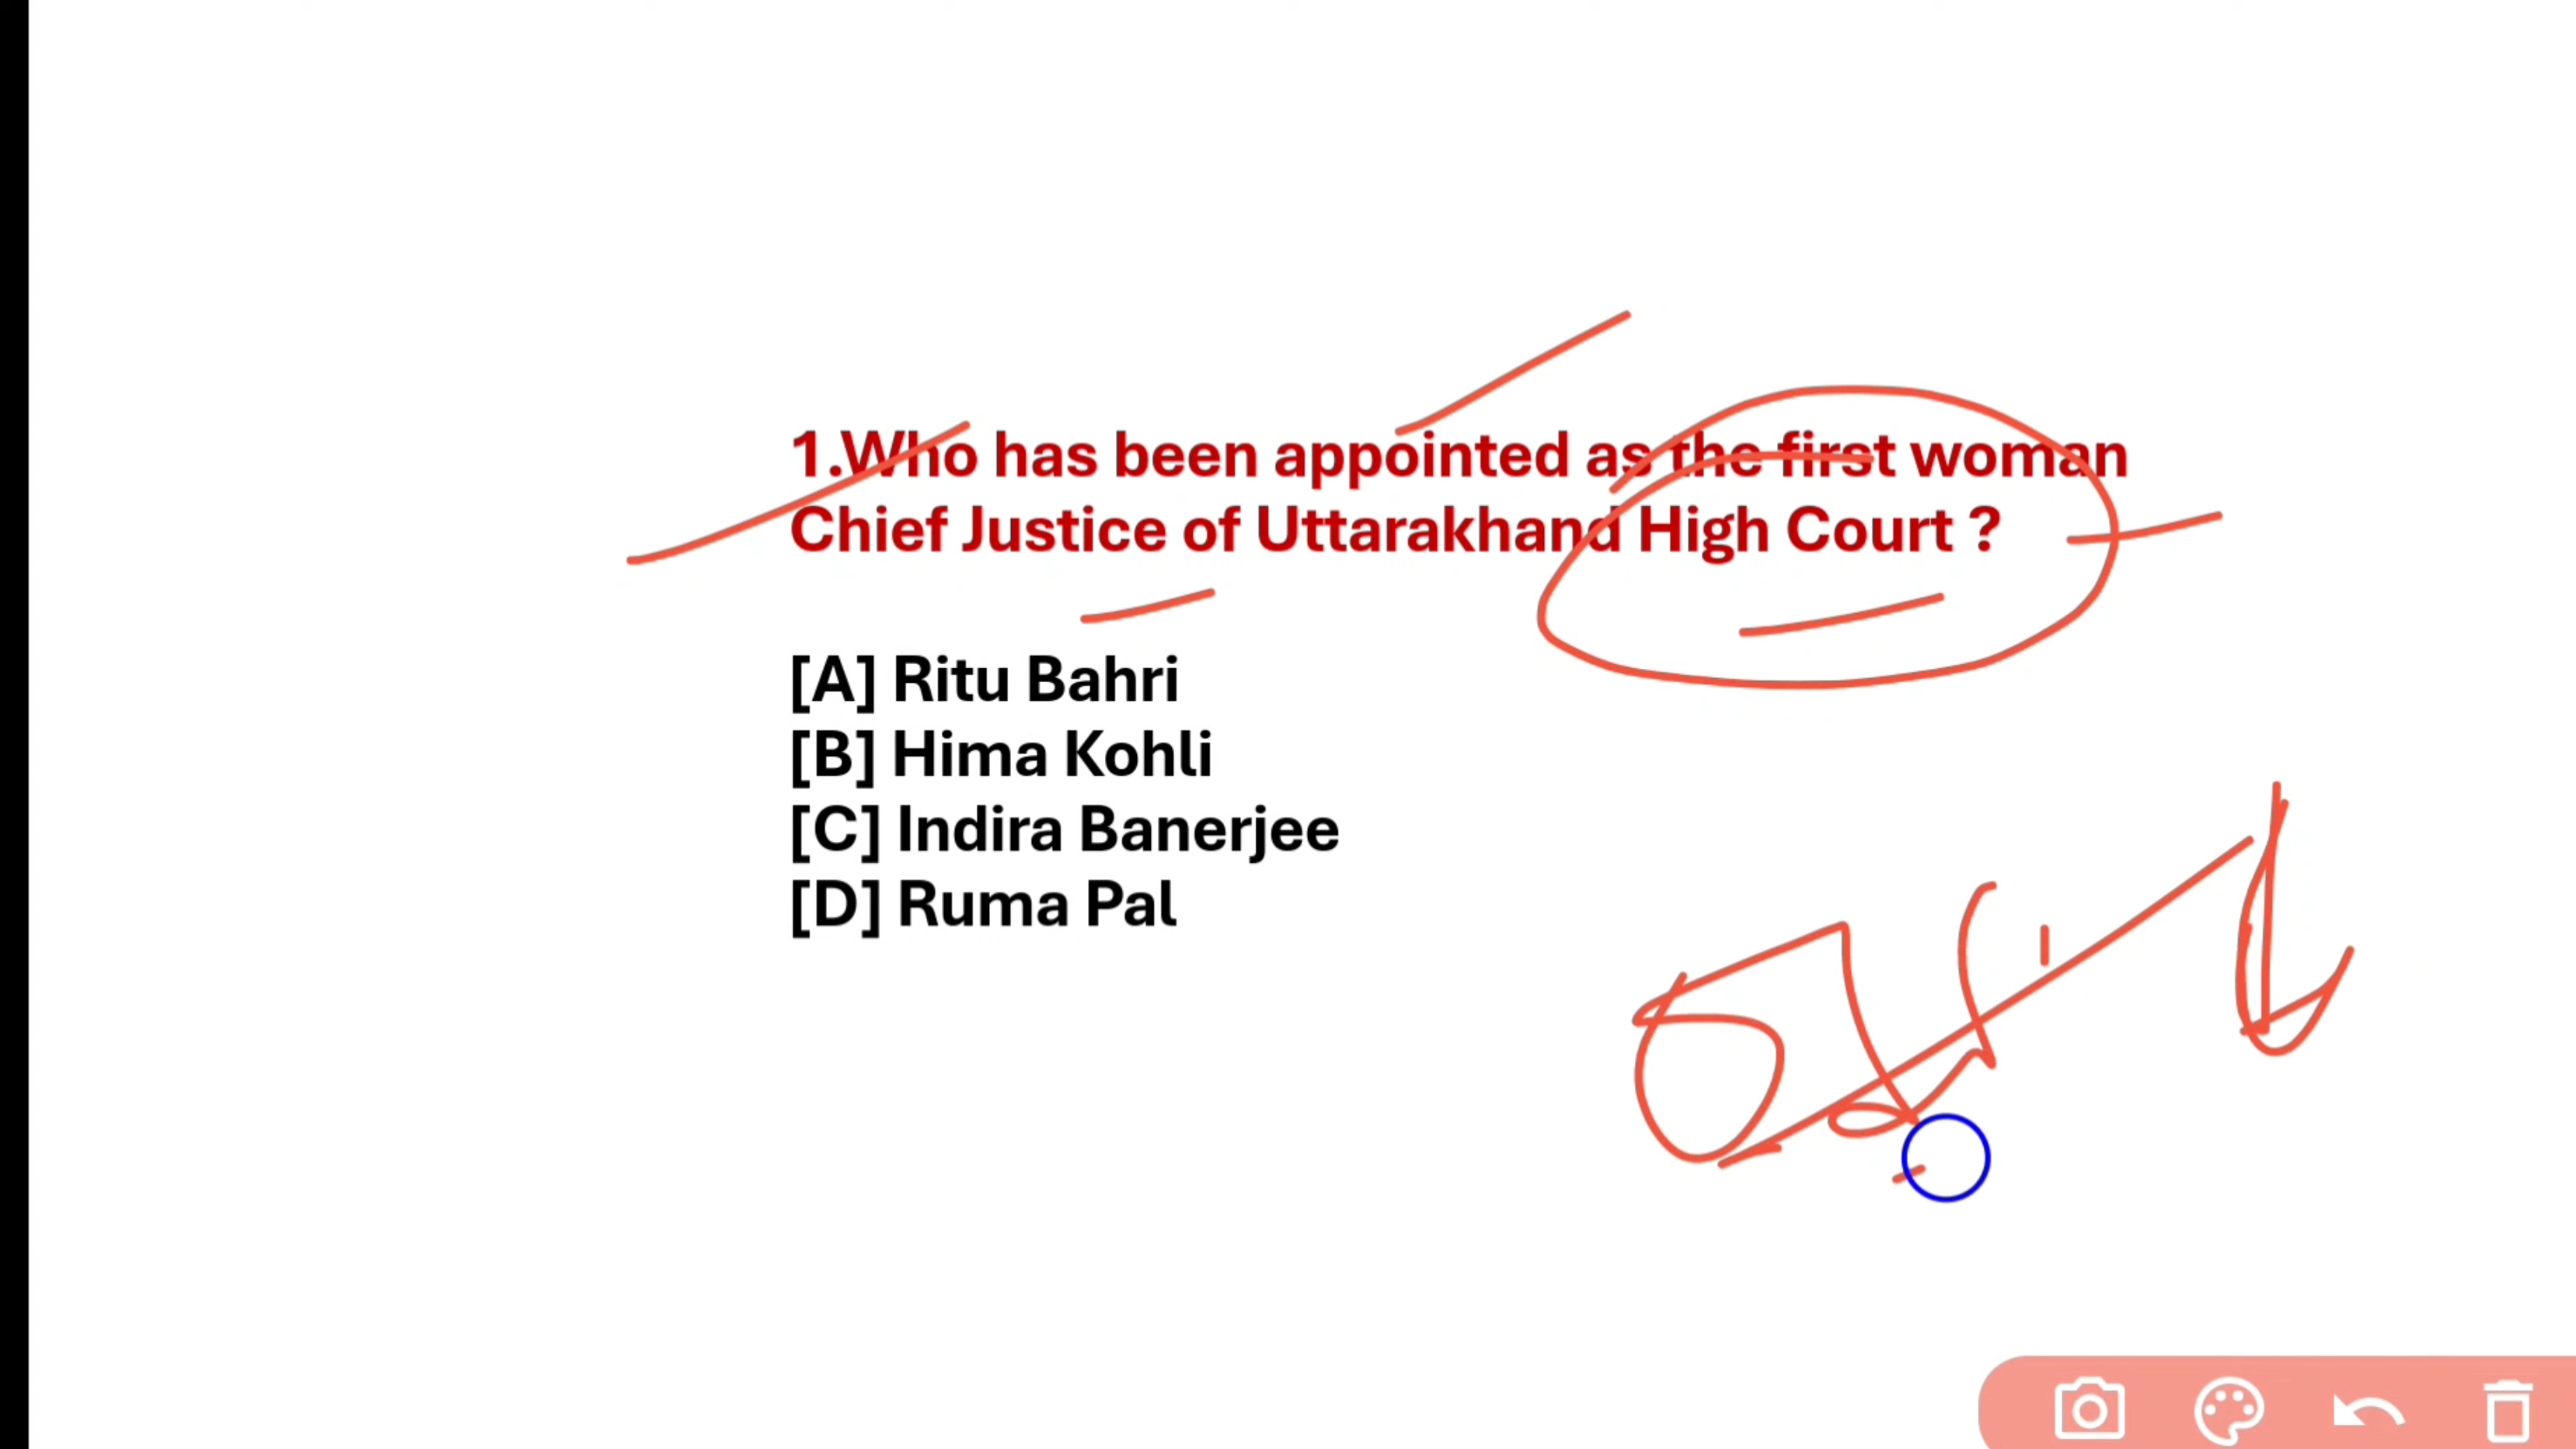 1.Who has been appointed as the first woman
Chief Justice of Uttarakhand High Court ?
[A] Ritu Bahri
[B] Hima Kohli
[C] Indira Banerjee
[D] Ruma Pal